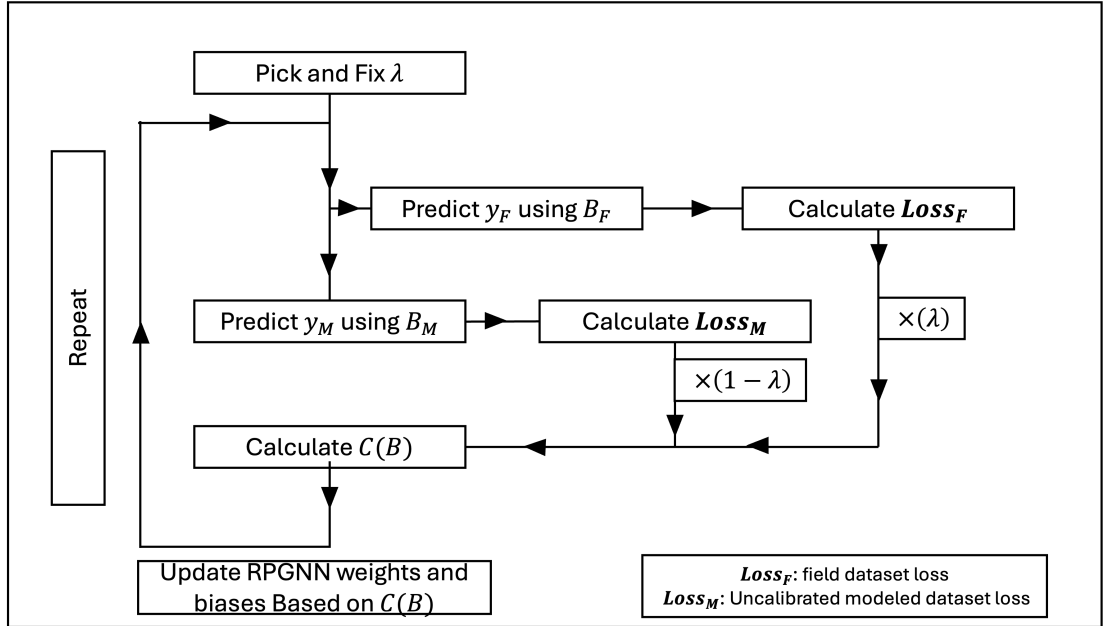 Pick and Fix λ
Predict y_F using B_F
Calculate Loss_F
Repeat
Predict y_M using B_M
Calculate Loss_M
×(λ)
×(1 − λ)
Calculate C(B)
Update RPGNN weights and
biases Based on C(B)
Loss_F: field dataset loss
Loss_M: Uncalibrated modeled dataset loss